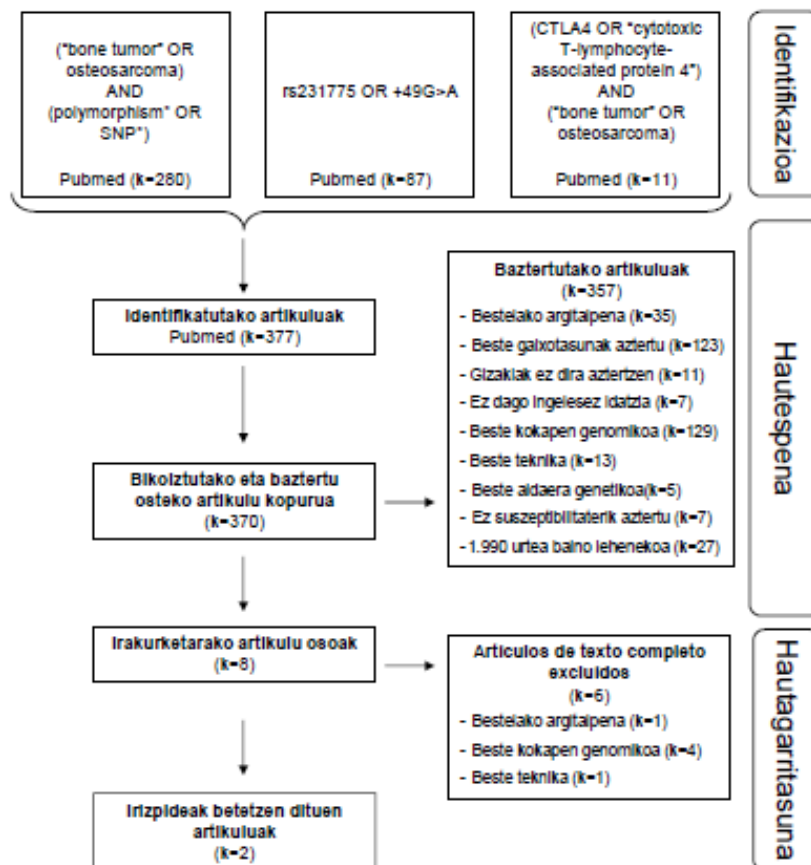 ("bone tumor" OR
osteosarcoma)
AND
(polymorphism* OR
SNP*)
Pubmed (k=280)
rs231775 OR +49G>A
Pubmed (k=87)
(CTLA4 OR "cytotoxic
T-lymphocyte-
associated protein 4")
AND
("bone tumor" OR
osteosarcoma)
Pubmed (k=11)
Identifikazioa
Identifikatutako artikuluak
Pubmed (k=377)
Baztertutako artikuluak
(k=357)
- Bestelako argitalpena (k=35)
- Beste gaixotasunak aztertu (k=123)
- Gizakiak ez dira aztertzen (k=11)
- Ez dago ingelesez idatzia (k=7)
- Beste kokapen genomikoa (k=129)
- Beste teknika (k=13)
- Beste aldaera genetikoa(k=5)
- Ez suszeptibilitaterik aztertu (k=7)
-1.990 urtea baino lehenekoa (k=27)
Bikoiztutako eta baztertu
osteko artikulu kopurua
(k=370)
Hautespena
Irakurketarako artikulu osoak
(k=8)
Artículos de texto completo
excluidos
(k=6)
- Bestelako argitalpena (k=1)
- Beste kokapen genomikoa (k=4)
- Beste teknika (k=1)
Irizpideak betetzen dituen
artikuluak
(k=2)
Hautagarritasuna